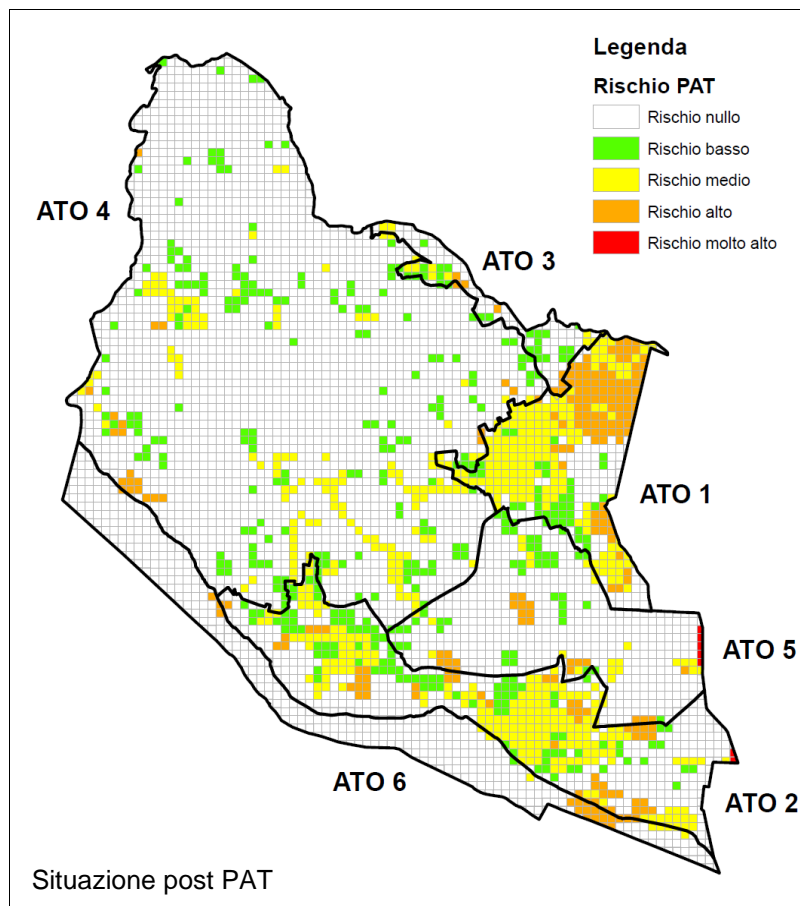 Legenda
Rischio PAT
Rischio nullo
Rischio basso
Rischio medio
Rischio alto
Rischio molto alto
ATO 4
ATO 3
ATO 1
ATO 5
ATO 6
ATO 2
Situazione post PAT